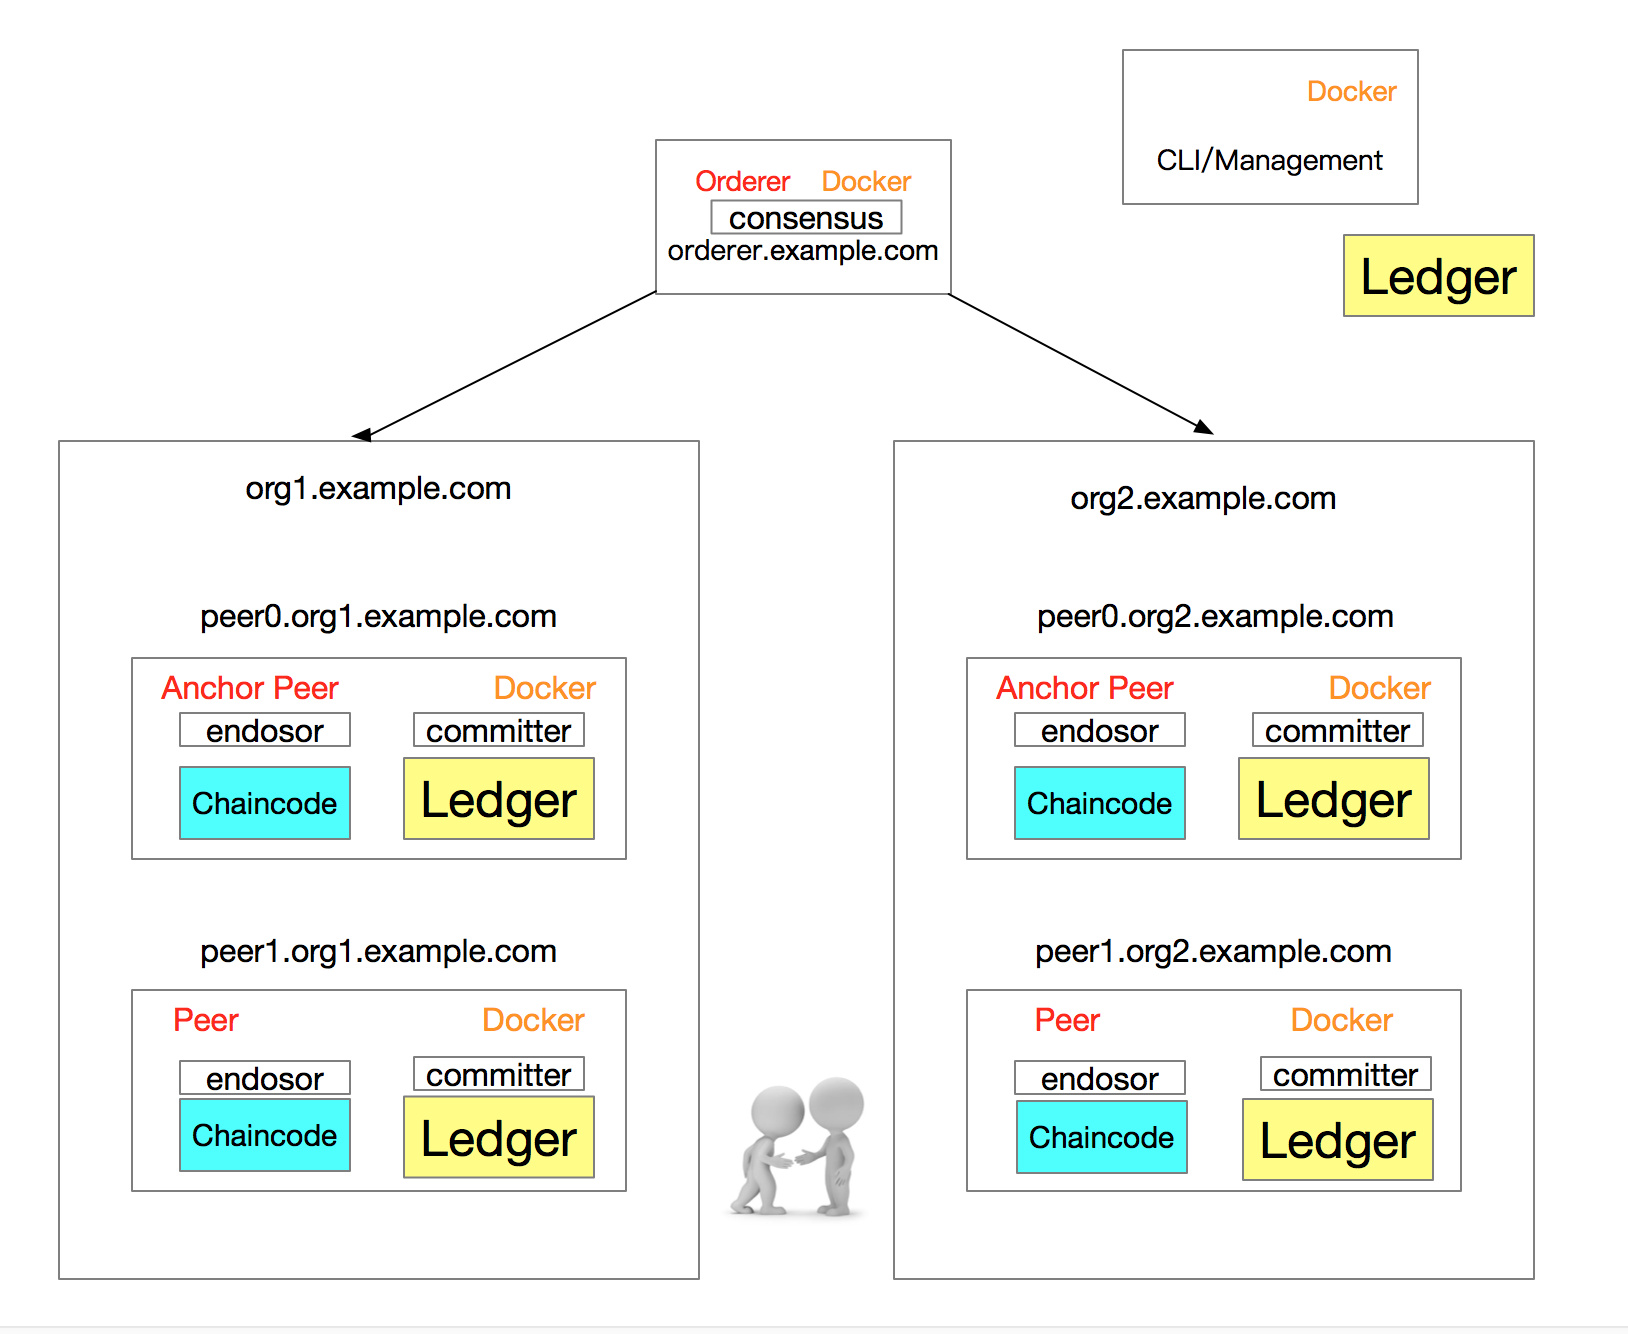 Docker
CLI/Management
Orderer Docker
consensus
orderer.example.com
Ledger
org1.example.com
peer0.org1.example.com
Anchor Peer Docker
endosor committer
Chaincode Ledger
peer1.org1.example.com
Peer Docker
endosor committer
Chaincode Ledger
org2.example.com
peer0.org2.example.com
Anchor Peer Docker
endosor committer
Chaincode Ledger
peer1.org2.example.com
Peer Docker
endosor committer
Chaincode Ledger